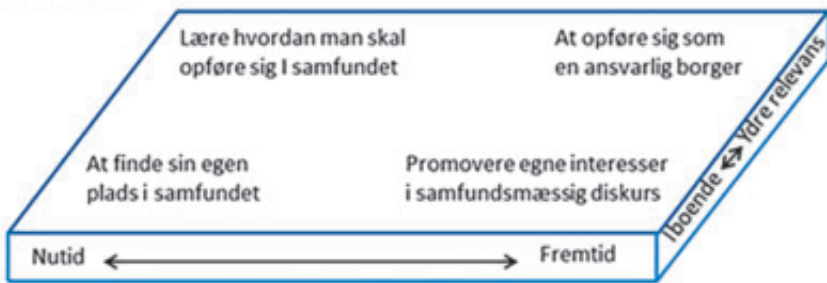 Lære hvordan man skal
opføre sig I samfundet
At opføre sig som
en ansvarlig borger
At finde sin egen
plads i samfundet
Promovere egne interesser
i samfundsmæssig diskurs
Iboende Ydre relevans
Nutid
Fremtid